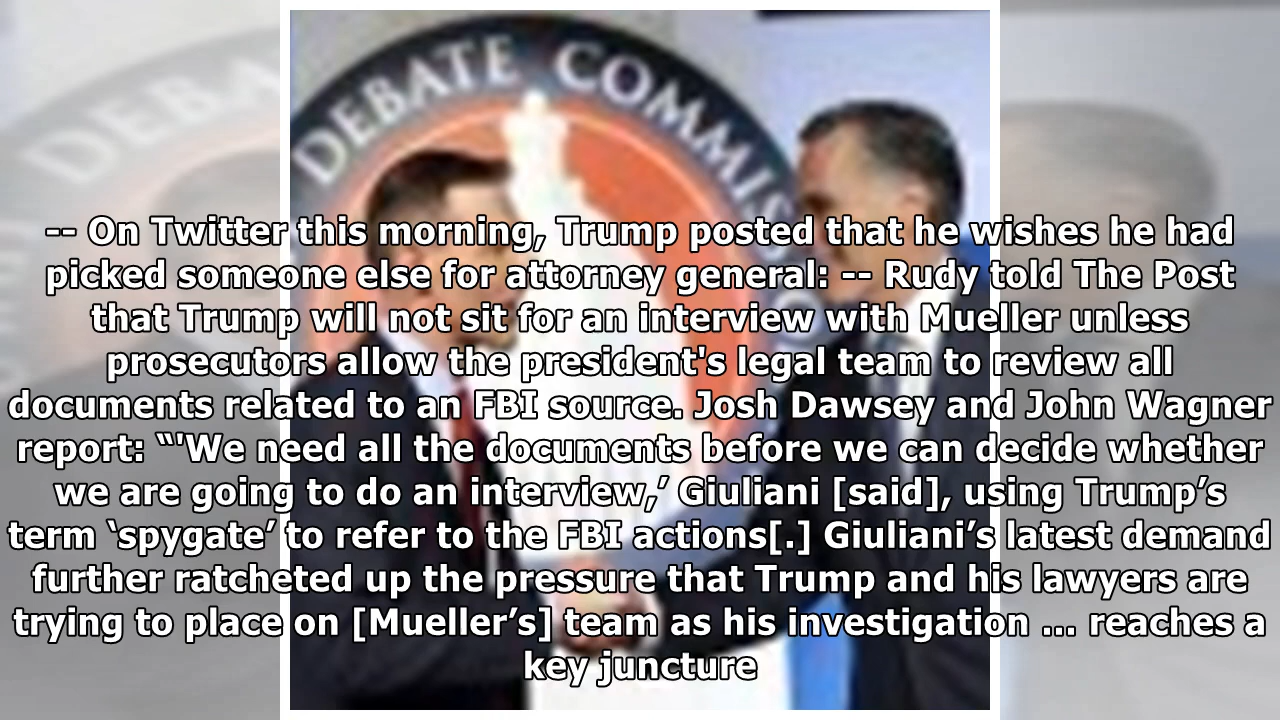 DEBATE COMMIS
-- On Twitter this morning, Trump posted that he wishes he had
picked someone else for attorney general: -- Rudy told The Post
that Trump will not sit for an interview with Mueller unless
prosecutors allow the president's legal team to review all
documents related to an FBI source. Josh Dawsey and John Wagner
report: “'We need all the documents before we can decide whether
we are going to do an interview,’ Giuliani [said], using Trump’s
term ‘spygate’ to refer to the FBI actions[.] Giuliani’s latest demand
further ratcheted up the pressure that Trump and his lawyers are
trying to place on [Mueller’s] team as his investigation … reaches a
key juncture